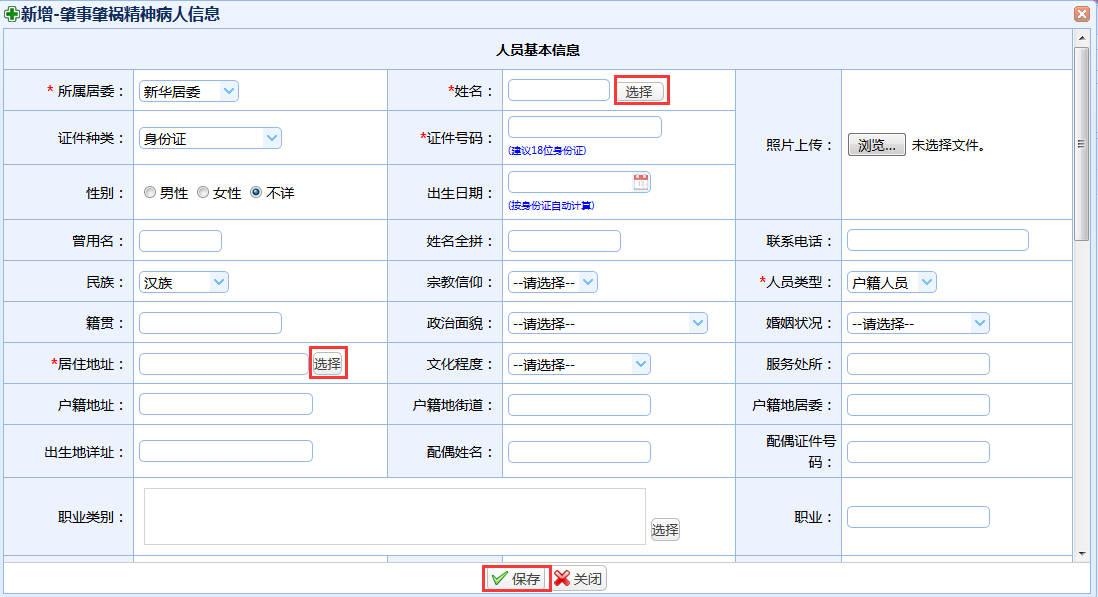 新增-肇事肇祸精神病人信息
人员基本信息
* 所属居委： 新华居委 *姓名： 选择
证件种类： 身份证 *证件号码： (建议18位身份证) 照片上传： 浏览... 未选择文件。
性别： 男性 女性 不详 出生日期： (按身份证自动计算)
曾用名： 姓名全拼： 联系电话：
民族： 汉族 宗教信仰： --请选择-- *人员类型： 户籍人员
籍贯： 政治面貌： --请选择-- 婚姻状况： --请选择--
*居住地址： 选择 文化程度： --请选择-- 服务处所：
户籍地址： 户籍地街道： 户籍地居委：
出生地详址： 配偶姓名： 配偶证件号
码：
职业类别： 选择 职业：
保存 关闭